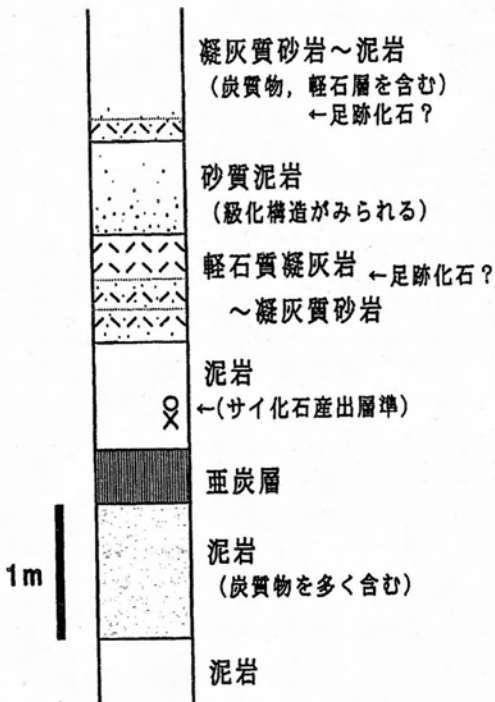 凝灰質砂岩～泥岩
(炭質物，軽石層を含む)
←足跡化石？
砂質泥岩
(級化構造がみられる)
軽石質凝灰岩 ←足跡化石？
～凝灰質砂岩
泥岩
←(サイ化石産出層準)
亜炭層
1m
泥岩
(炭質物を多く含む)
泥岩